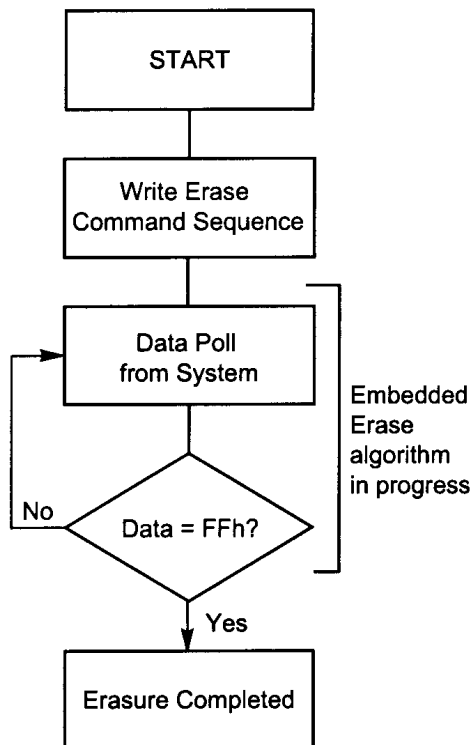 START
Write Erase
Command Sequence
Data Poll
from System
Embedded
Erase
algorithm
in progress
No
Data = FFh?
Yes
Erasure Completed